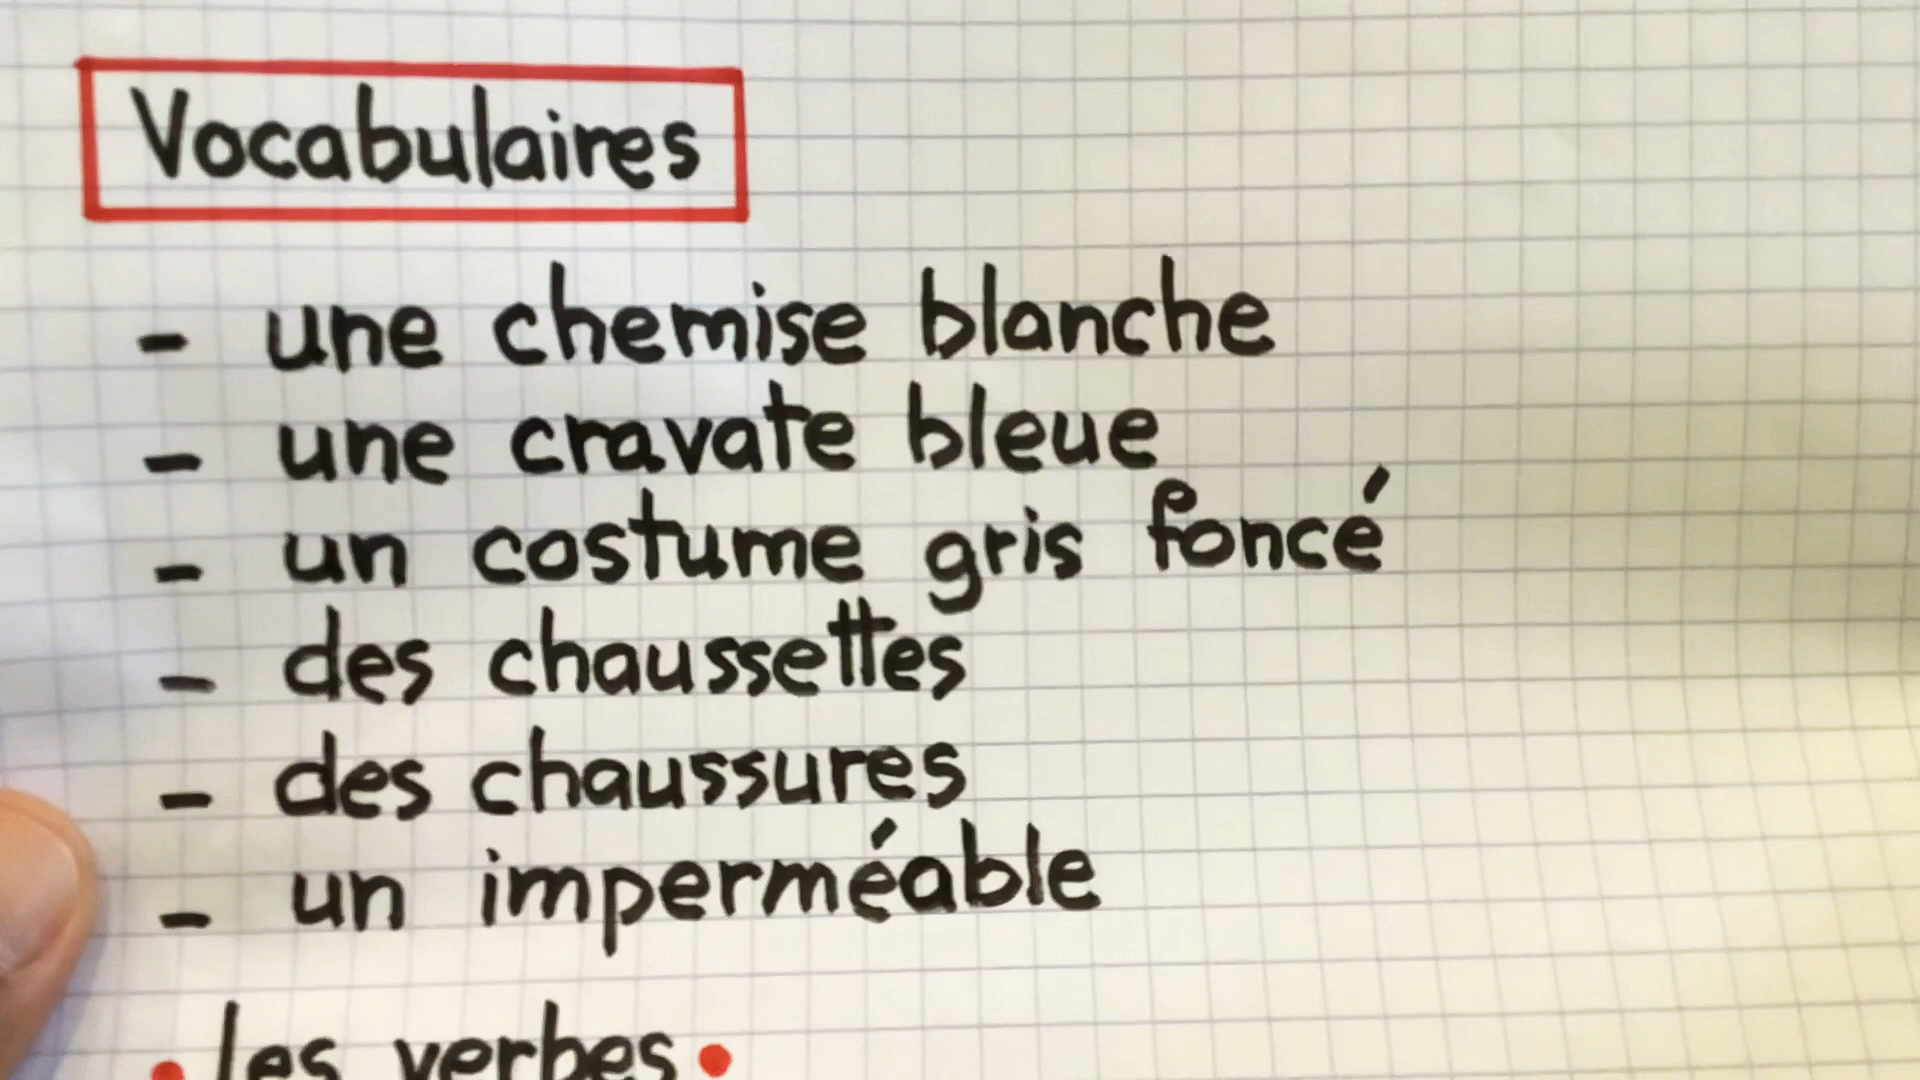 Vocabulaires
- une chemise blanche
- une cravate bleue
- un costume gris foncé
- des chaussettes
- des chaussures
- un imperméable
• les verbes •